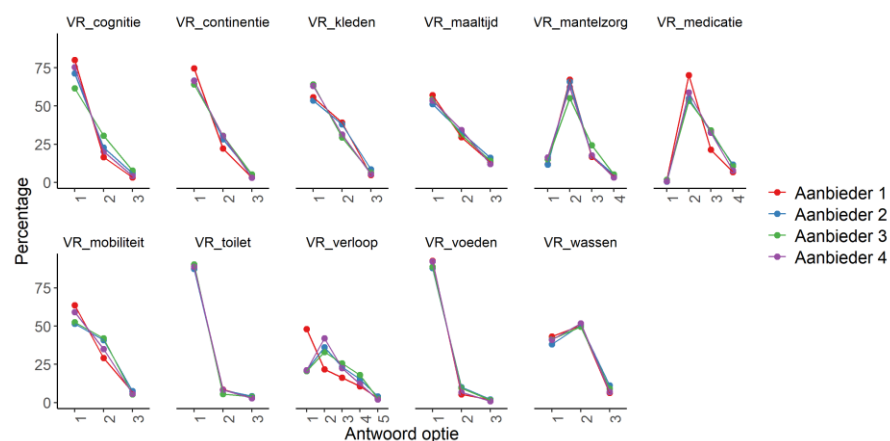 VR_cognitie VR_continentie VR_kleden VR_maaltijd VR_mantelzorg VR_medicatie
75
50
25
0
1 2 3 1 2 3 1 2 3 1 2 3 1 2 3 4 1 2 3 4
Percentage
Aanbieder 1
Aanbieder 2
Aanbieder 3
Aanbieder 4
VR_mobiliteit VR_toilet VR_verloop VR_voeden VR_wassen
75
50
25
0
1 2 3 1 2 3 1 2 3 4 5 1 2 3 1 2 3
Antwoord optie